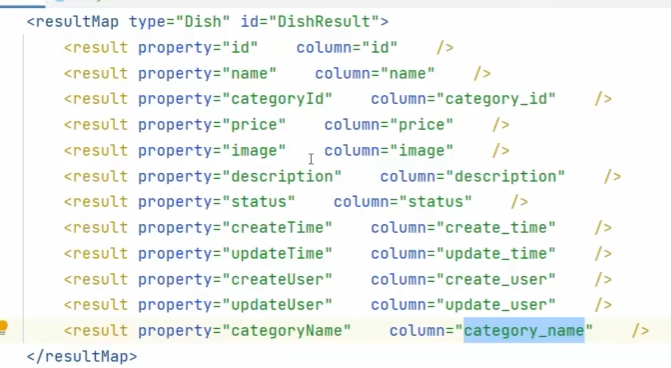 <resultMap type="Dish" id="DishResult">
<result property="id" column="id" />
<result property="name" column="name" />
<result property="categoryId" column="category_id" />
<result property="price" column="price" />
<result property="image" column="image" />
<result property="description" column="description" />
<result property="status" column="status" />
<result property="createTime" column="create_time" />
<result property="updateTime" column="update_time" />
<result property="createUser" column="create_user" />
<result property="updateUser" column="update_user" />
<result property="categoryName" column="category_name" />
</resultMap>